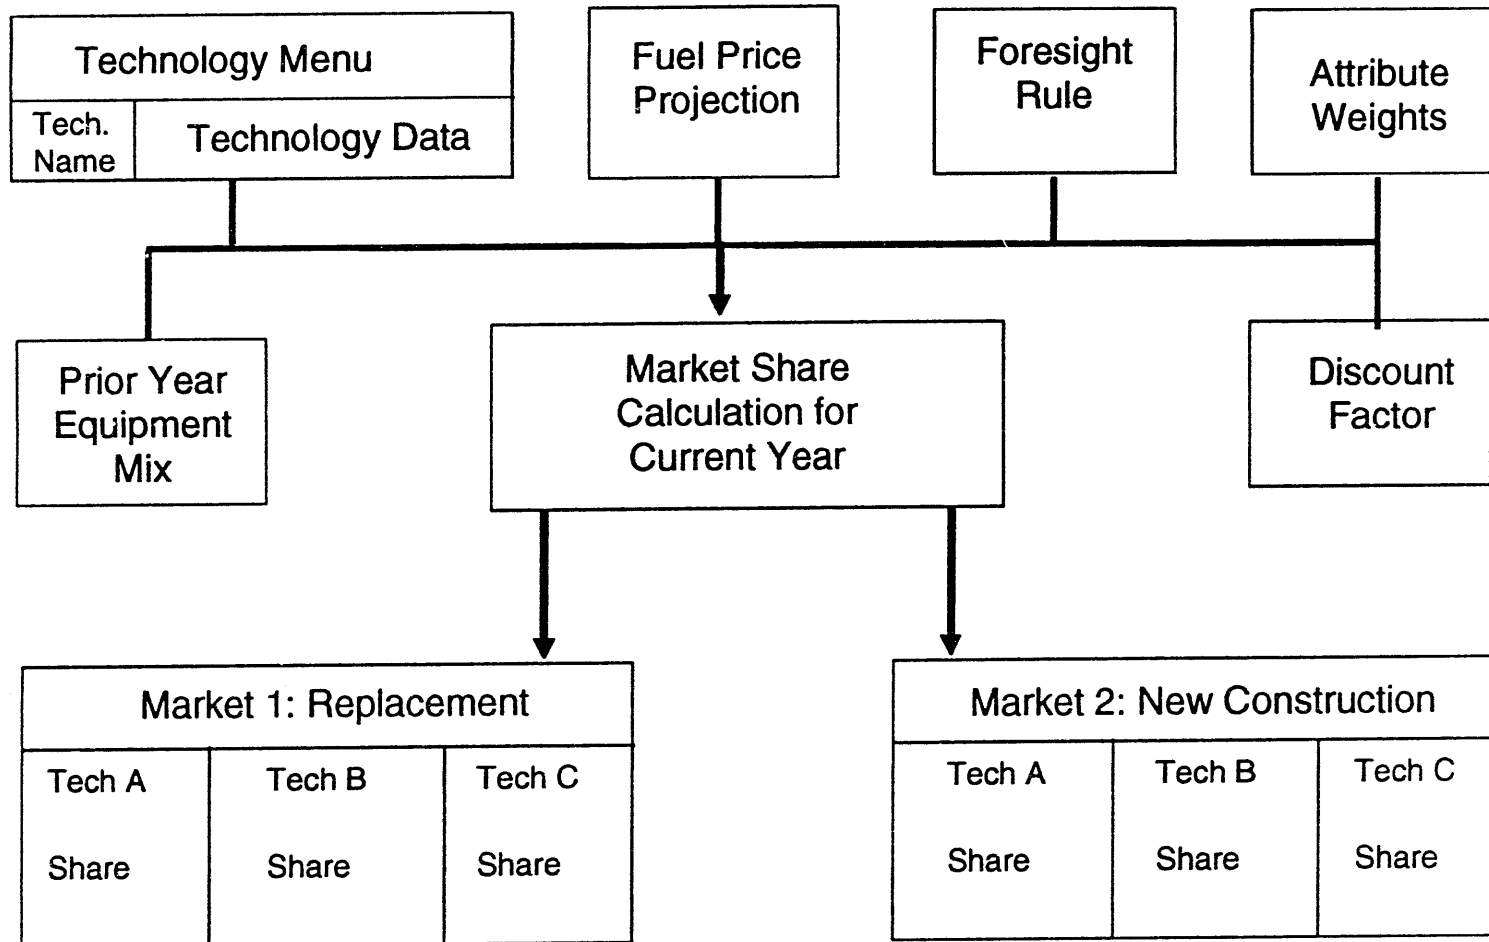 Technology Menu
Tech.
Name
Technology Data
Fuel Price
Projection
Foresight
Rule
Attribute
Weights
Prior Year
Equipment
Mix
Market Share
Calculation for
Current Year
Discount
Factor
Market 1: Replacement
Tech A
Tech B
Tech C
Share
Share
Share
Market 2: New Construction
Tech A
Tech B
Tech C
Share
Share
Share